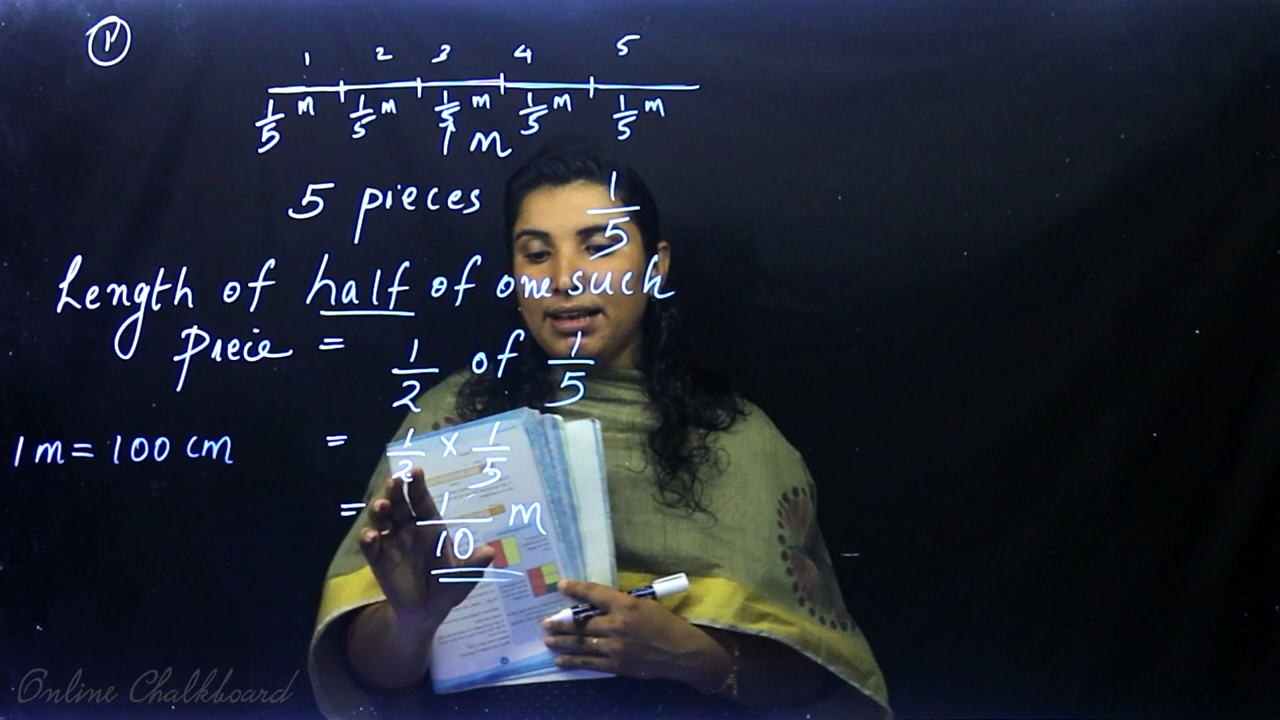 1
1 2 3 4 5
1/5 m 1/5 m 1/5 m 1/5 m 1/5 m
1 m
5 pieces 1/5
Length of half of one such
piece = 1/2 of 1/5
1 m = 100 cm = 1/2 x 1/5
= 1/10 m
Online Chalkboard